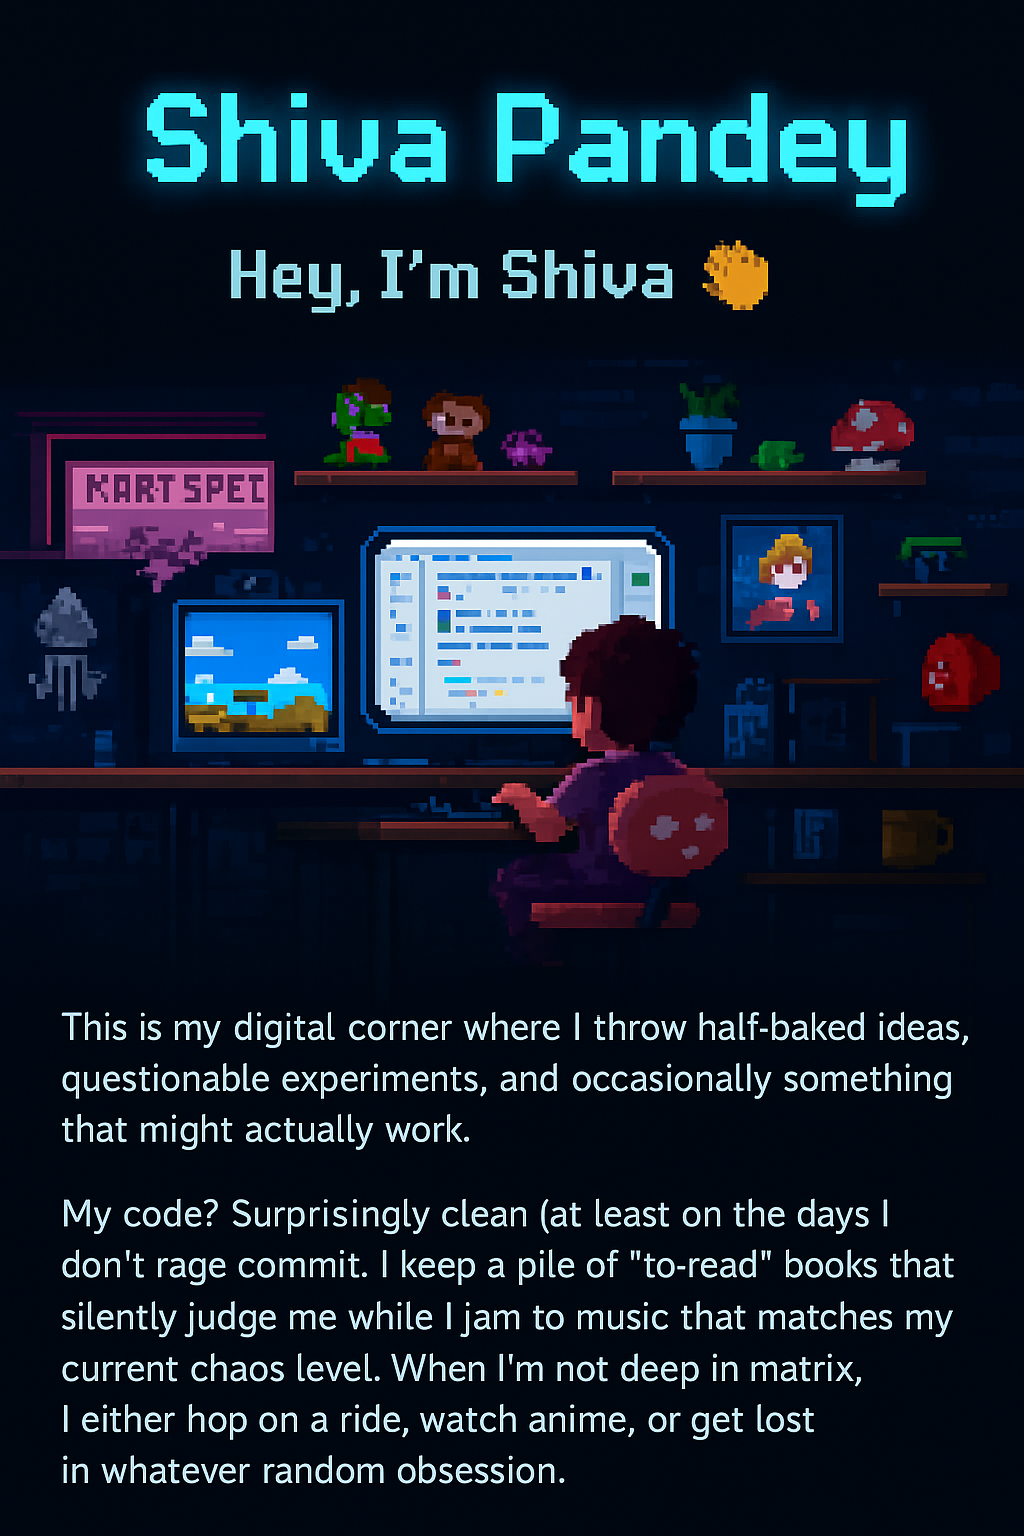 Shiva Pandey
Hey, I'm Shiva
KART SPEC
This is my digital corner where I throw half-baked ideas,
questionable experiments, and occasionally something
that might actually work.
My code? Surprisingly clean (at least on the days I
don't rage commit. I keep a pile of "to-read" books that
silently judge me while I jam to music that matches my
current chaos level. When I'm not deep in matrix,
I either hop on a ride, watch anime, or get lost
in whatever random obsession.